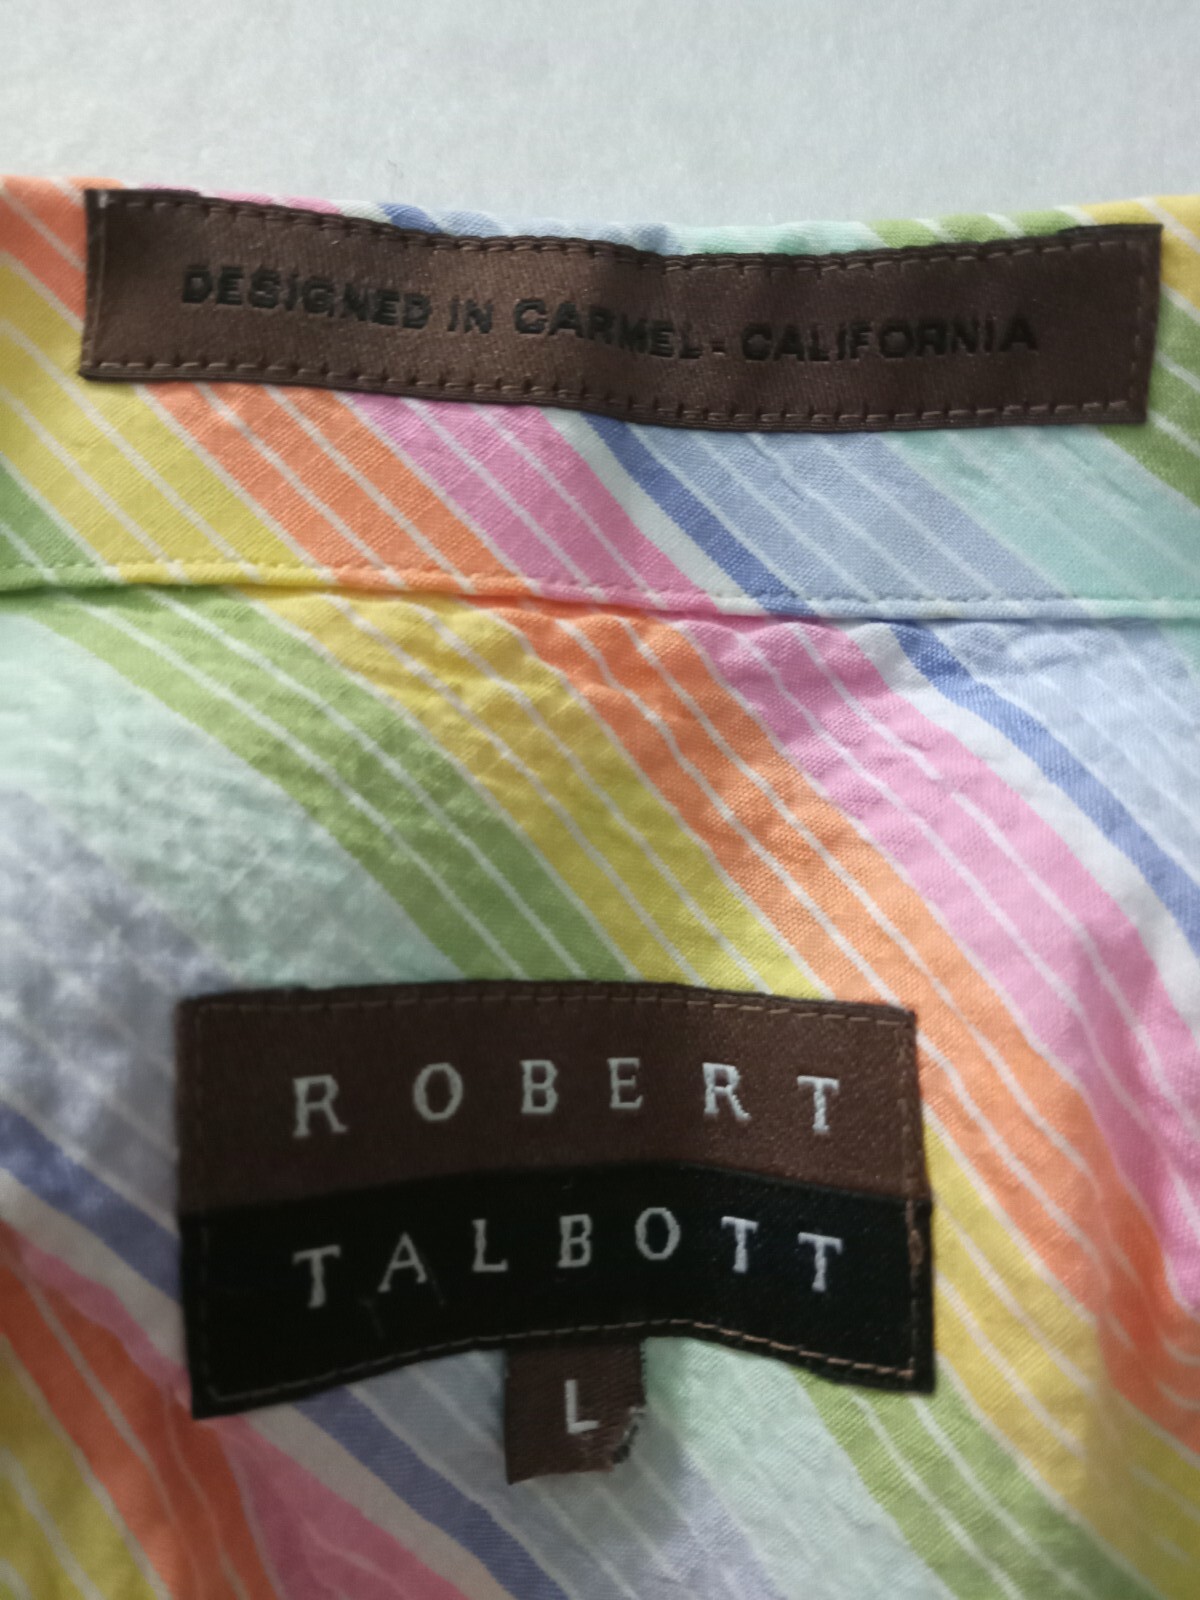 DESIGNED IN CARMEL - CALIFORNIA
ROBERT
TALBOTT
L